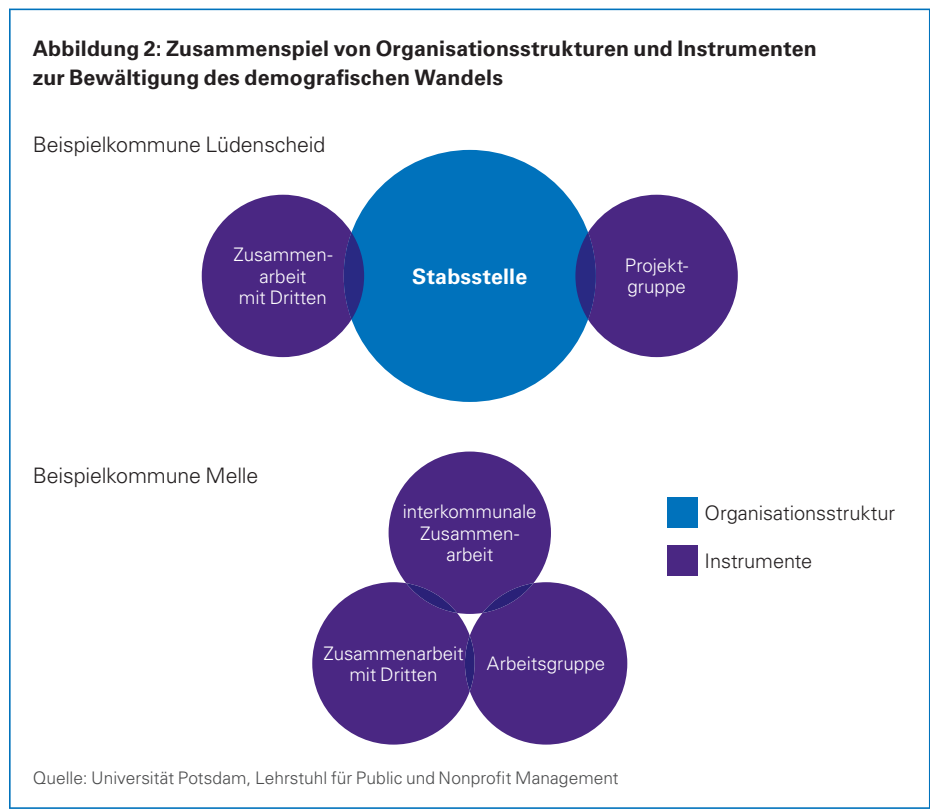 Abbildung 2: Zusammenspiel von Organisationsstrukturen und Instrumenten
zur Bewältigung des demografischen Wandels
Beispielkommune Lüdenscheid
Zusammen-
arbeit
mit Dritten
Stabsstelle
Projekt-
gruppe
Beispielkommune Melle
interkommunale
Zusammen-
arbeit
Zusammenarbeit
mit Dritten
Arbeitsgruppe
Organisationsstruktur
Instrumente
Quelle: Universität Potsdam, Lehrstuhl für Public und Nonprofit Management